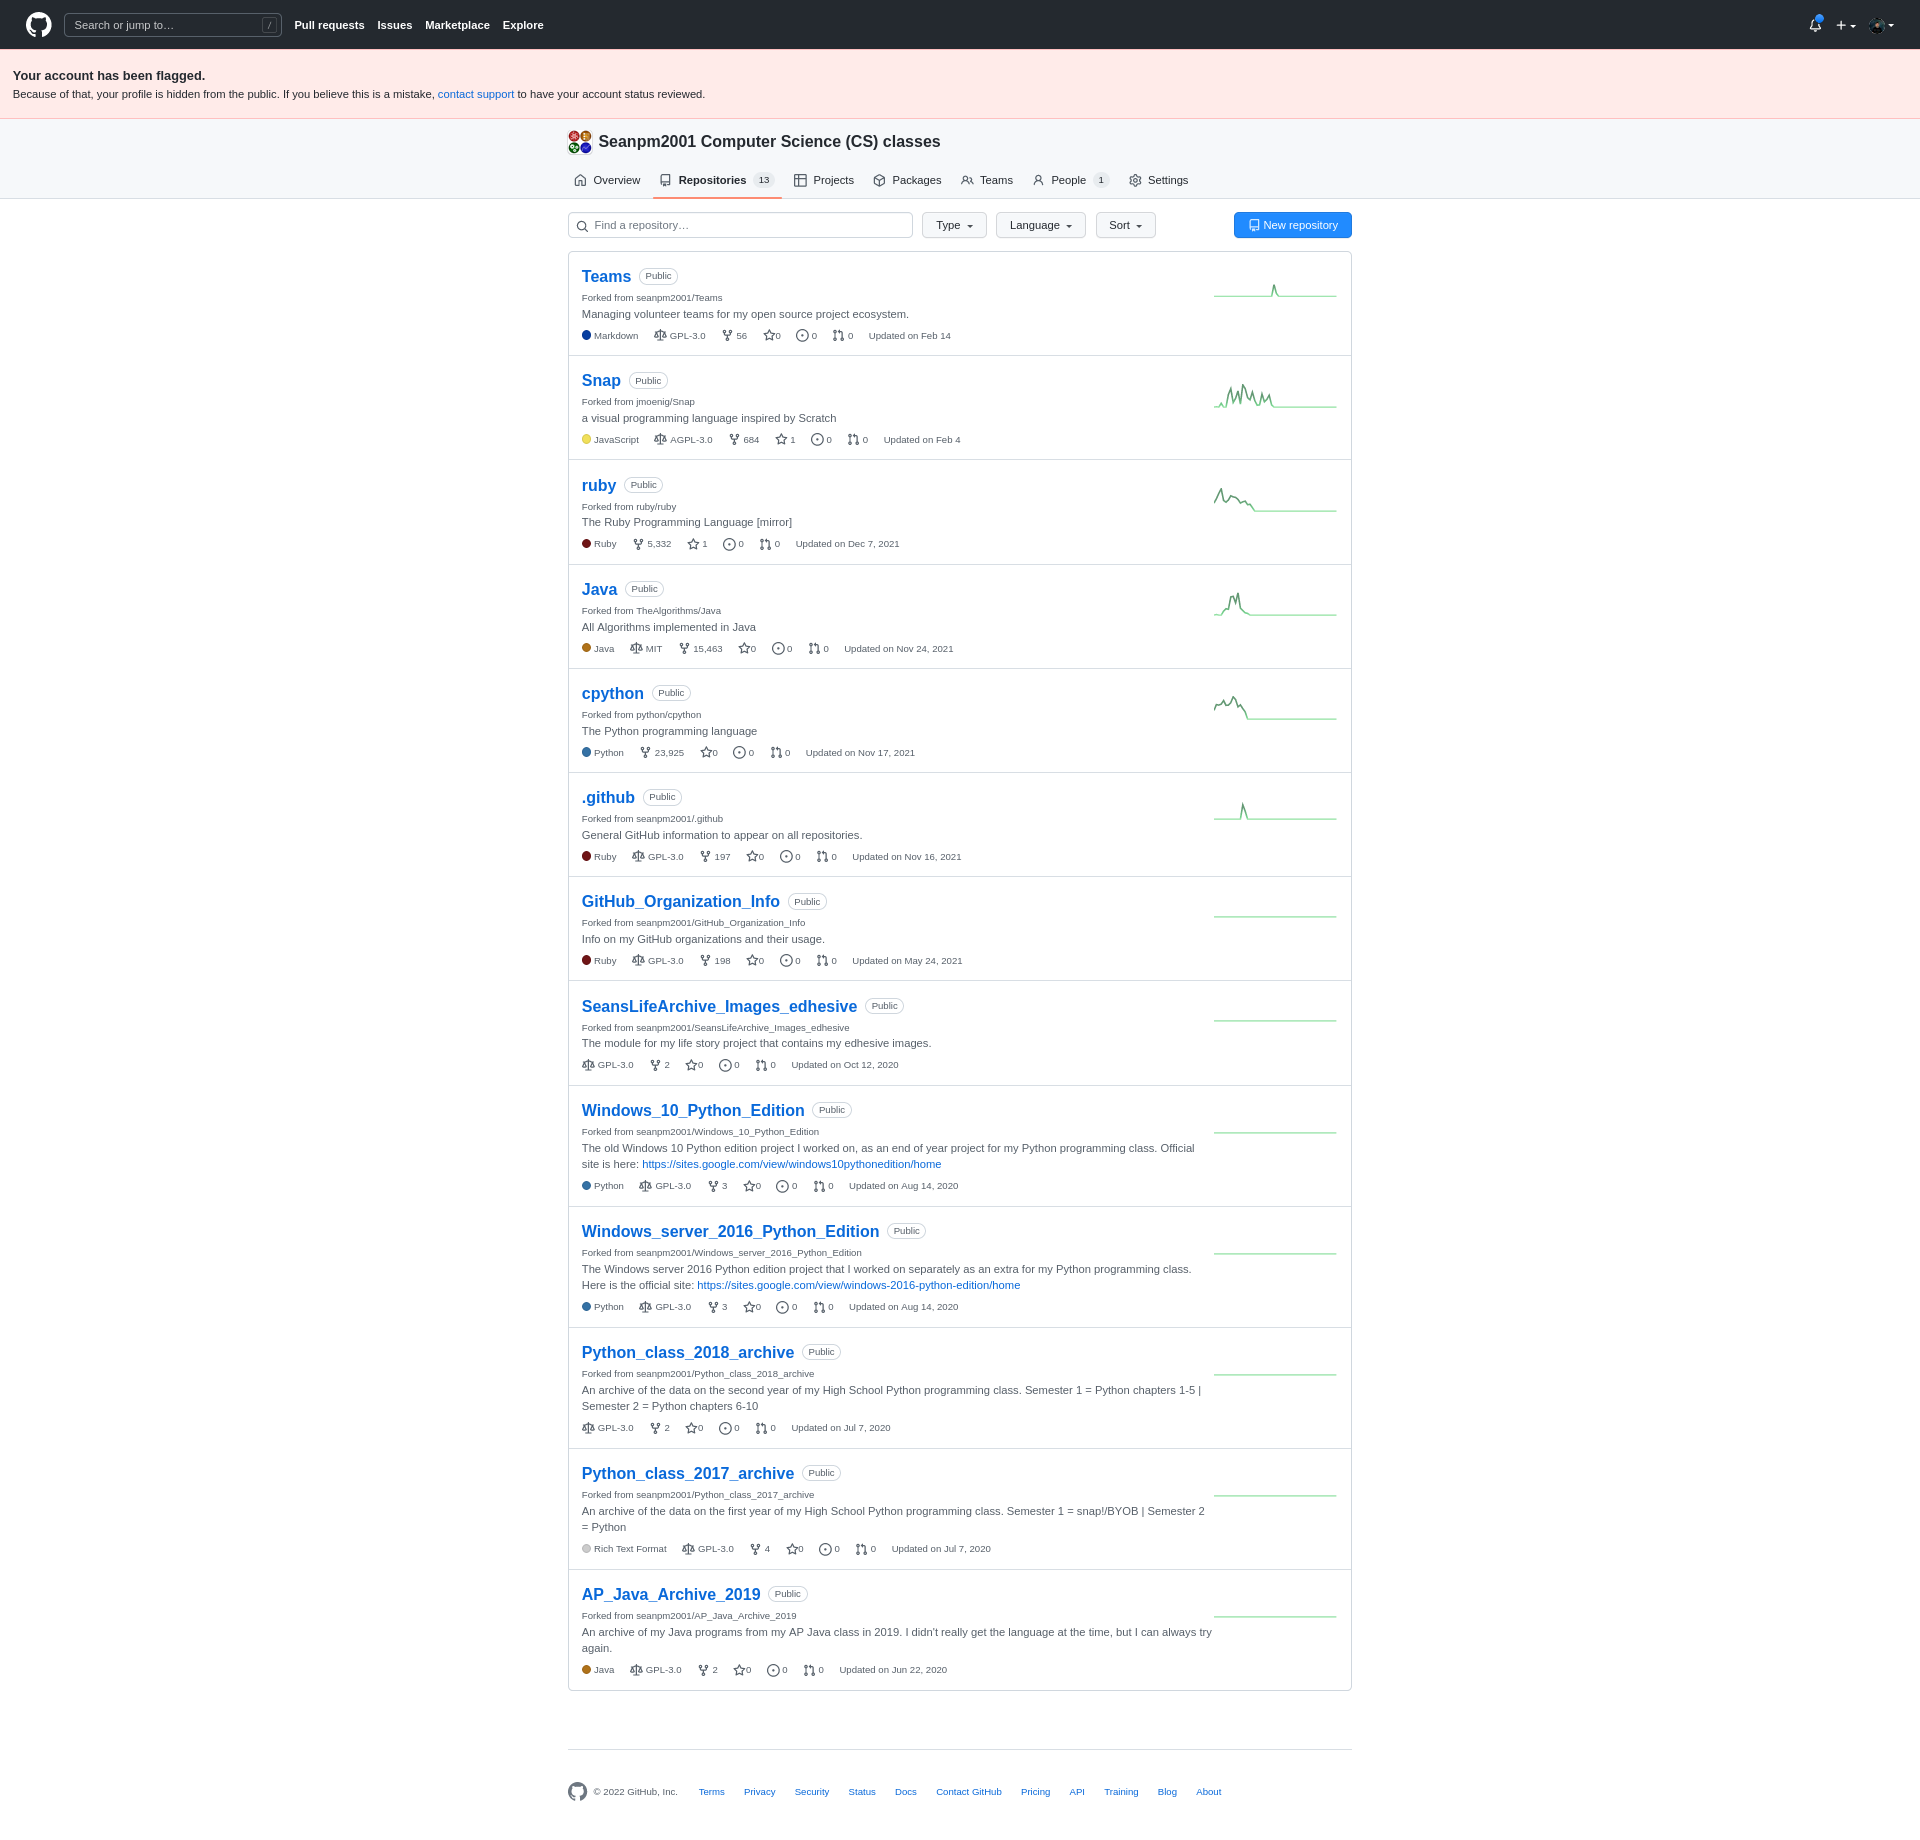 Search or jump to… /
Pull requests Issues Marketplace Explore
Your account has been flagged.
Because of that, your profile is hidden from the public. If you believe this is a mistake, contact support to have your account status reviewed.
Seanpm2001 Computer Science (CS) classes
Overview Repositories 13 Projects Packages Teams People 1 Settings
Find a repository… Type Language Sort New repository
Teams Public
Forked from seanpm2001/Teams
Managing volunteer teams for my open source project ecosystem.
Markdown GPL-3.0 56 0 0 0 Updated on Feb 14
Snap Public
Forked from jmoenig/Snap
a visual programming language inspired by Scratch
JavaScript AGPL-3.0 684 1 0 0 Updated on Feb 4
ruby Public
Forked from ruby/ruby
The Ruby Programming Language [mirror]
Ruby 5,332 1 0 0 Updated on Dec 7, 2021
Java Public
Forked from TheAlgorithms/Java
All Algorithms implemented in Java
Java MIT 15,463 0 0 0 Updated on Nov 24, 2021
cpython Public
Forked from python/cpython
The Python programming language
Python 23,925 0 0 0 Updated on Nov 17, 2021
.github Public
Forked from seanpm2001/.github
General GitHub information to appear on all repositories.
Ruby GPL-3.0 197 0 0 0 Updated on Nov 16, 2021
GitHub_Organization_Info Public
Forked from seanpm2001/GitHub_Organization_Info
Info on my GitHub organizations and their usage.
Ruby GPL-3.0 198 0 0 0 Updated on May 24, 2021
SeansLifeArchive_Images_edhesive Public
Forked from seanpm2001/SeansLifeArchive_Images_edhesive
The module for my life story project that contains my edhesive images.
GPL-3.0 2 0 0 0 Updated on Oct 12, 2020
Windows_10_Python_Edition Public
Forked from seanpm2001/Windows_10_Python_Edition
The old Windows 10 Python edition project I worked on, as an end of year project for my Python programming class. Official
site is here: https://sites.google.com/view/windows10pythonedition/home
Python GPL-3.0 3 0 0 0 Updated on Aug 14, 2020
Windows_server_2016_Python_Edition Public
Forked from seanpm2001/Windows_server_2016_Python_Edition
The Windows server 2016 Python edition project that I worked on separately as an extra for my Python programming class.
Here is the official site: https://sites.google.com/view/windows-2016-python-edition/home
Python GPL-3.0 3 0 0 0 Updated on Aug 14, 2020
Python_class_2018_archive Public
Forked from seanpm2001/Python_class_2018_archive
An archive of the data on the second year of my High School Python programming class. Semester 1 = Python chapters 1-5 |
Semester 2 = Python chapters 6-10
GPL-3.0 2 0 0 0 Updated on Jul 7, 2020
Python_class_2017_archive Public
Forked from seanpm2001/Python_class_2017_archive
An archive of the data on the first year of my High School Python programming class. Semester 1 = snap!/BYOB | Semester 2
= Python
Rich Text Format GPL-3.0 4 0 0 0 Updated on Jul 7, 2020
AP_Java_Archive_2019 Public
Forked from seanpm2001/AP_Java_Archive_2019
An archive of my Java programs from my AP Java class in 2019. I didn't really get the language at the time, but I can always try
again.
Java GPL-3.0 2 0 0 0 Updated on Jun 22, 2020
© 2022 GitHub, Inc. Terms Privacy Security Status Docs Contact GitHub Pricing API Training Blog About